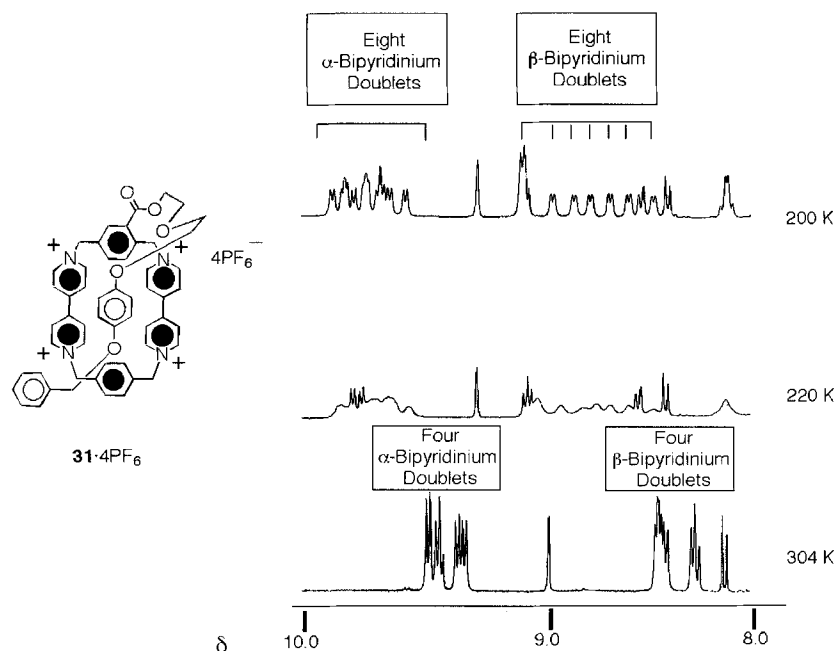 Eight
α-Bipyridinium
Doublets
Eight
β-Bipyridinium
Doublets
200 K
O
O
O
+
+
N
N
4PF6−
O
O
+
+
N
N
220 K
31·4PF6
Four
α-Bipyridinium
Doublets
Four
β-Bipyridinium
Doublets
304 K
δ
10.0
9.0
8.0